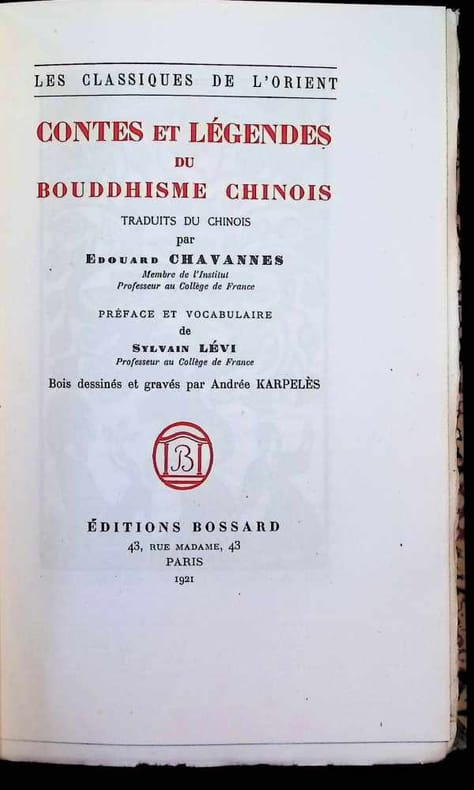 LES CLASSIQUES DE L'ORIENT
CONTES ET LÉGENDES
DU
BOUDDHISME CHINOIS
TRADUITS DU CHINOIS
par
EDOUARD CHAVANNES
Membre de l'Institut
Professeur au Collège de France
PRÉFACE ET VOCABULAIRE
de
SYLVAIN LÉVI
Professeur au Collège de France
Bois dessinés et gravés par Andrée KARPELÈS
B
ÉDITIONS BOSSARD
43, RUE MADAME, 43
PARIS
1921